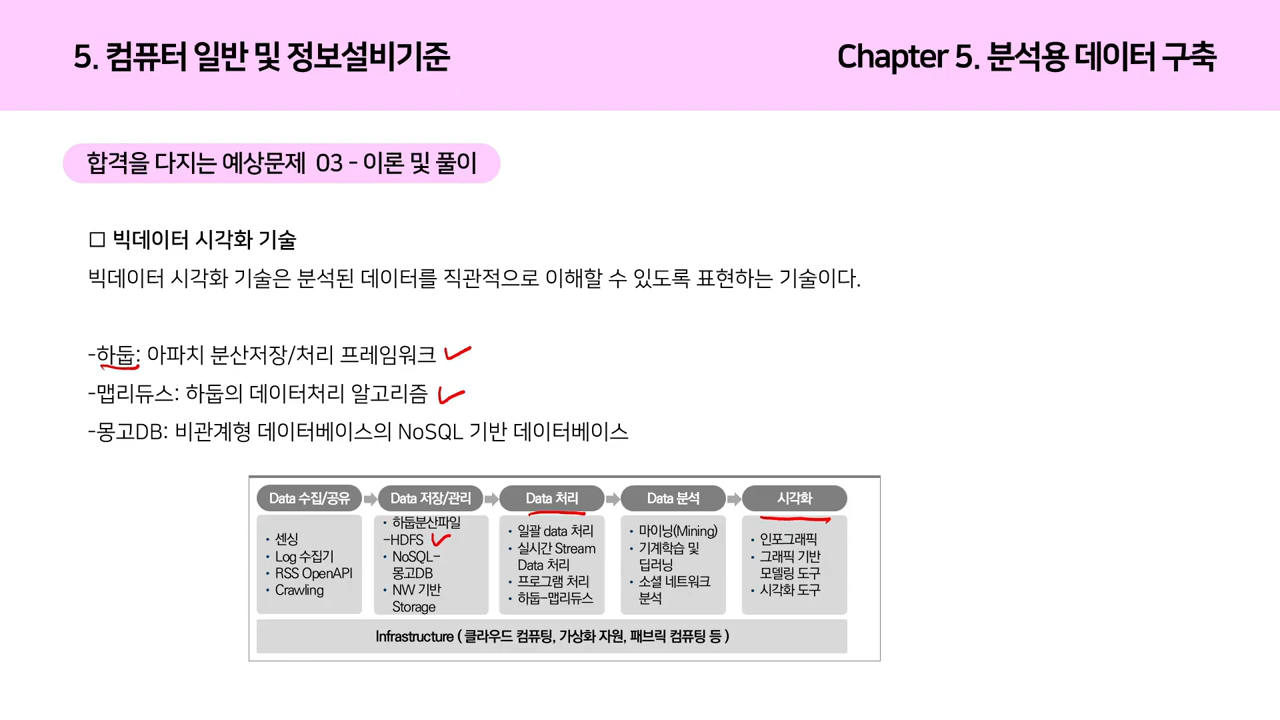 5. 컴퓨터 일반 및 정보설비기준
Chapter 5. 분석용 데이터 구축
합격을 다지는 예상문제 03 - 이론 및 풀이
□ 빅데이터 시각화 기술
빅데이터 시각화 기술은 분석된 데이터를 직관적으로 이해할 수 있도록 표현하는 기술이다.
-하둡: 아파치 분산저장/처리 프레임워크
-맵리듀스: 하둡의 데이터처리 알고리즘
-몽고DB: 비관계형 데이터베이스의 NoSQL 기반 데이터베이스
Data 수집/공유
• 센싱
• Log 수집기
• RSS OpenAPI
• Crawling
Data 저장/관리
• 하둡분산파일
-HDFS
• NoSQL-
몽고DB
• NW 기반
Storage
Data 처리
• 일괄 data 처리
• 실시간 Stream
Data 처리
• 프로그램 처리
• 하둡-맵리듀스
Data 분석
• 마이닝(Mining)
• 기계학습 및
딥러닝
• 소셜 네트워크
분석
시각화
• 인포그래픽
• 그래픽 기반
모델링 도구
• 시각화 도구
Infrastructure ( 클라우드 컴퓨팅, 가상화 자원, 패브릭 컴퓨팅 등 )